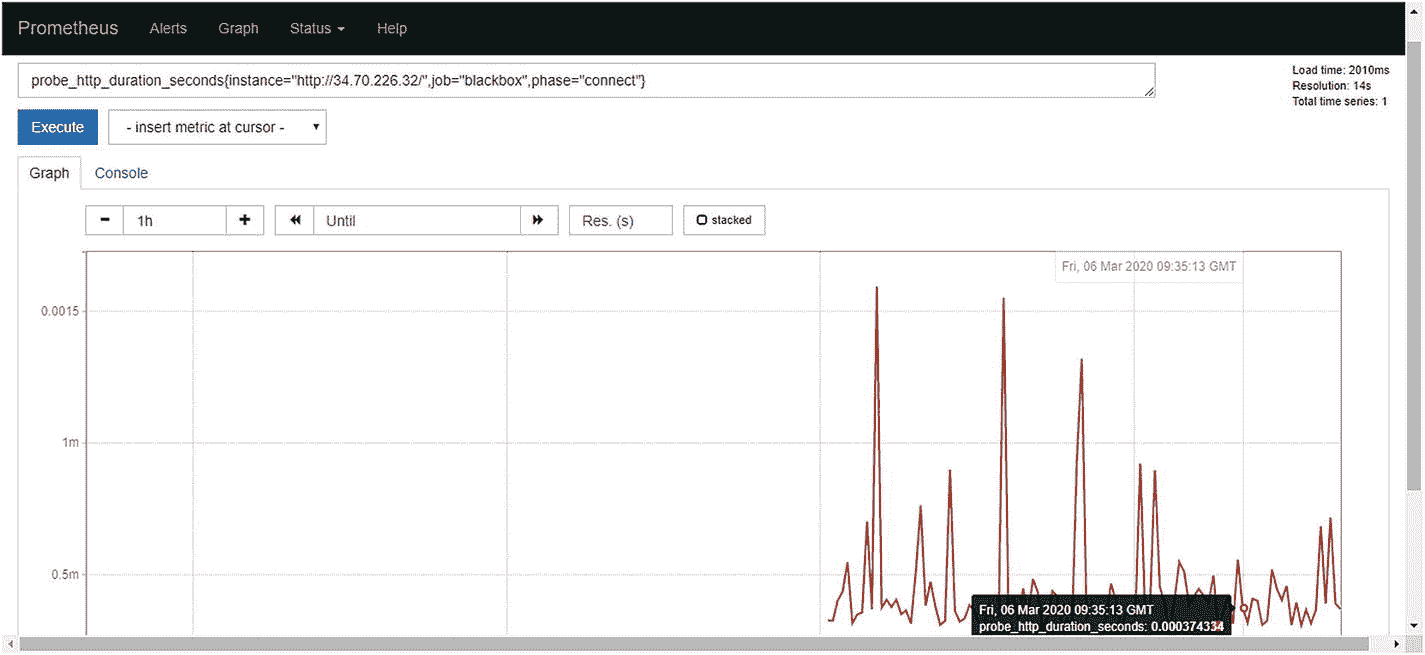 Prometheus Alerts Graph Status Help
probe_http_duration_seconds{instance="http://34.70.226.32/",job="blackbox",phase="connect"}
Load time: 2010ms
Resolution: 14s
Total time series: 1
Execute - insert metric at cursor -
Graph Console
- 1h + Until Res. (s) stacked
Fri, 06 Mar 2020 09:35:13 GMT
0.0015
1m
0.5m
Fri, 06 Mar 2020 09:35:13 GMT
probe_http_duration_seconds: 0.000374334